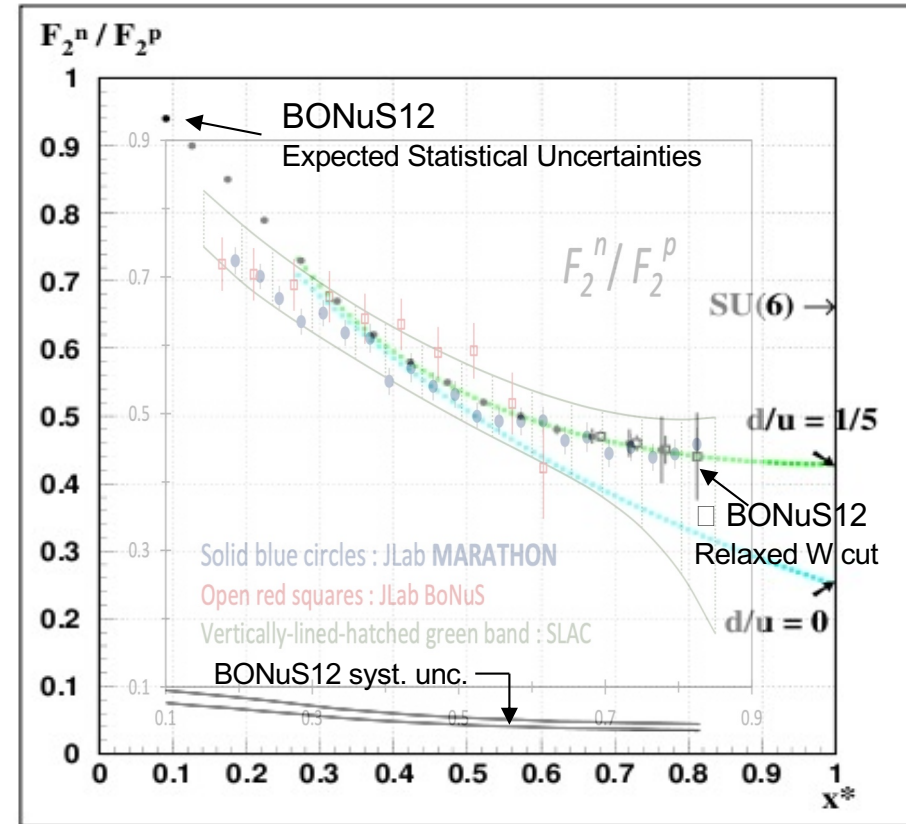 F₂ⁿ / F₂ᵖ
1
0.9
0.8
0.7
0.6
0.5
0.4
0.3
0.2
0.1
0
0 0.1 0.2 0.3 0.4 0.5 0.6 0.7 0.8 0.9 1
x*
BONuS12
Expected Statistical Uncertainties
0.9
0.7
0.5
0.3
0.1
0.1 0.3 0.5 0.7 0.9
F₂ⁿ/F₂ᵖ
SU(6) →
d/u = 1/5
□ BONuS12
Relaxed W cut
d/u = 0
Solid blue circles : JLab MARATHON
Open red squares : JLab BoNuS
Vertically-lined-hatched green band : SLAC
BONuS12 syst. unc.